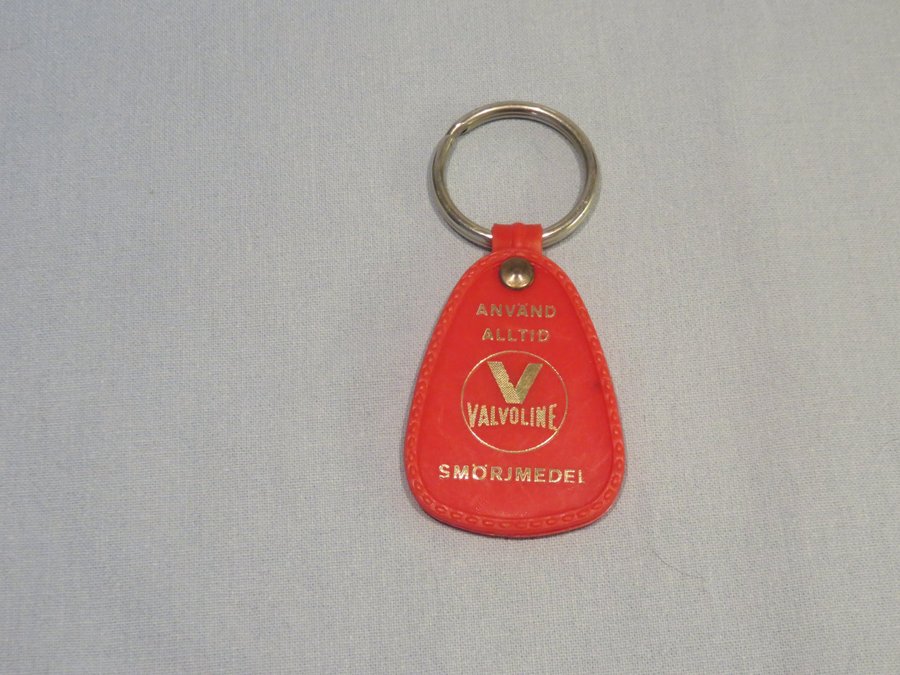 ANVÄND
ALLTID
V
VALVOLINE
SMÖRJMEDEL